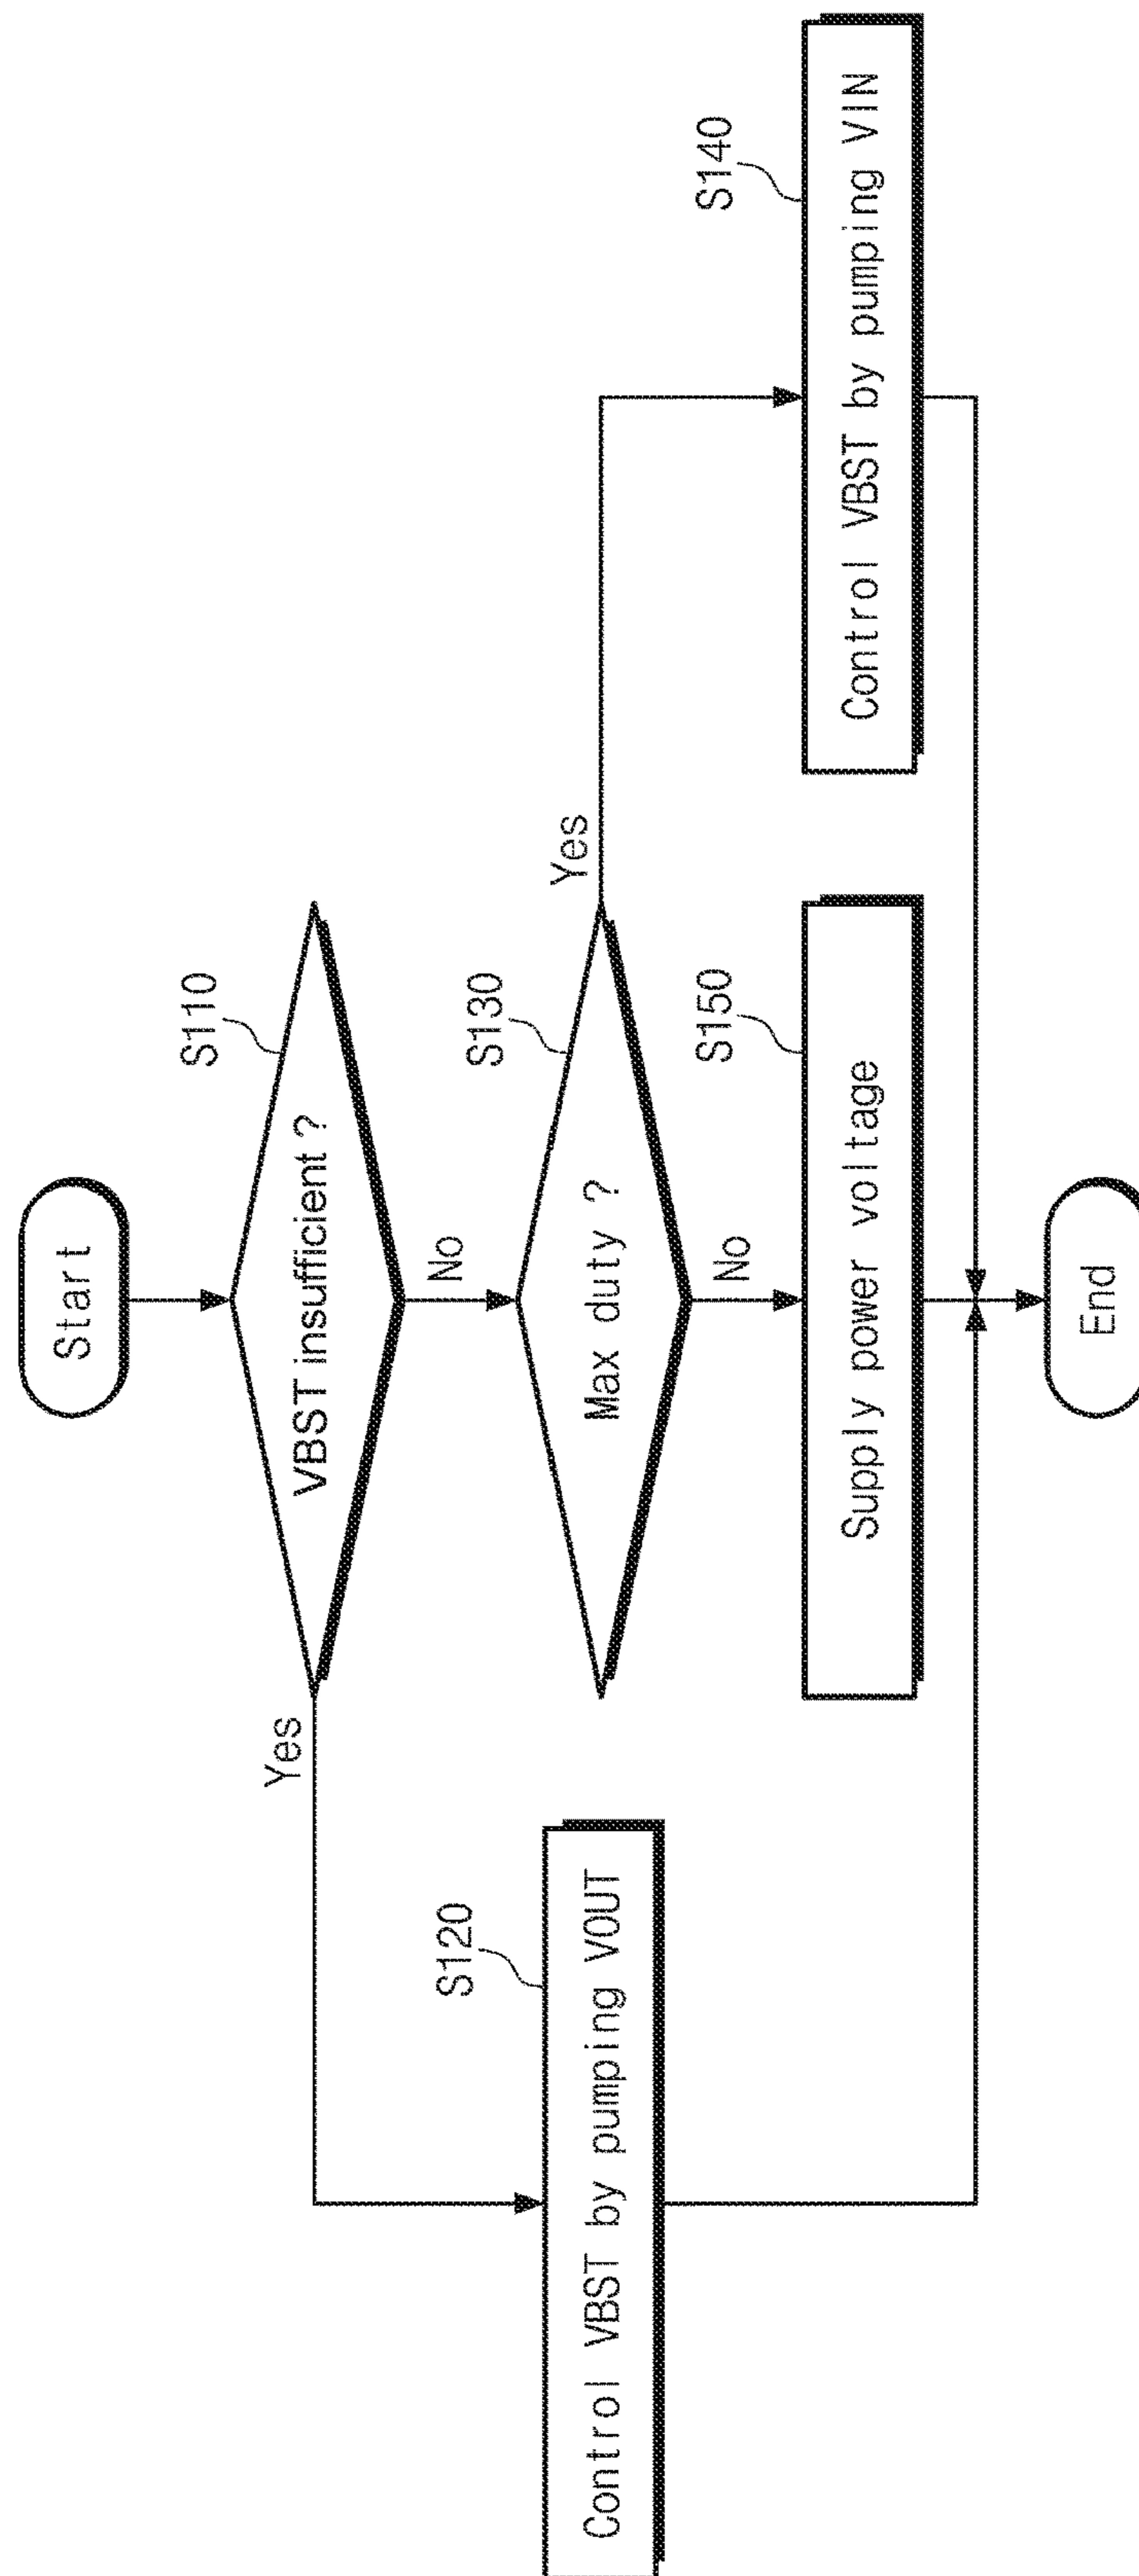 Start
S110
VBST insufficient ?
Yes
No
S120
Control VBST by pumping VOUT
S130
Max duty ?
Yes
No
S140
Control VBST by pumping VIN
S150
Supply power voltage
End